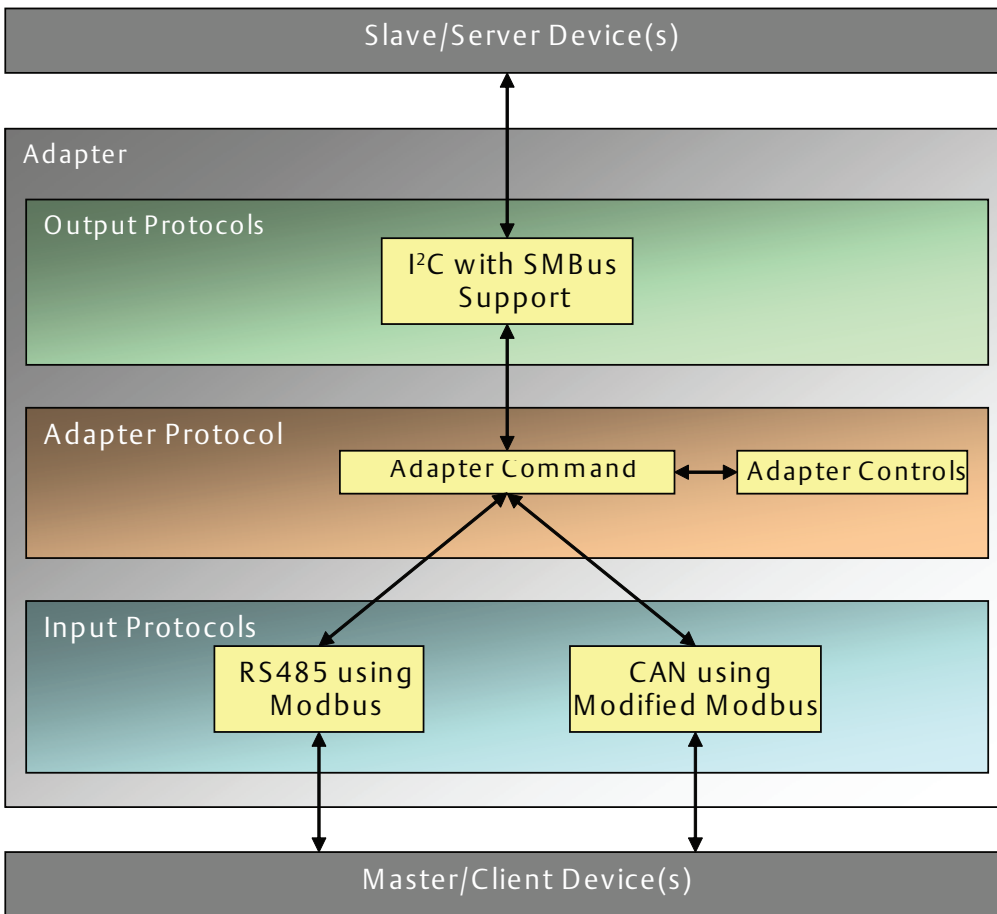 Slave/Server Device(s)
Adapter
Output Protocols
I²C with SMBus
Support
Adapter Protocol
Adapter Command
Adapter Controls
Input Protocols
RS485 using
Modbus
CAN using
Modified Modbus
Master/Client Device(s)